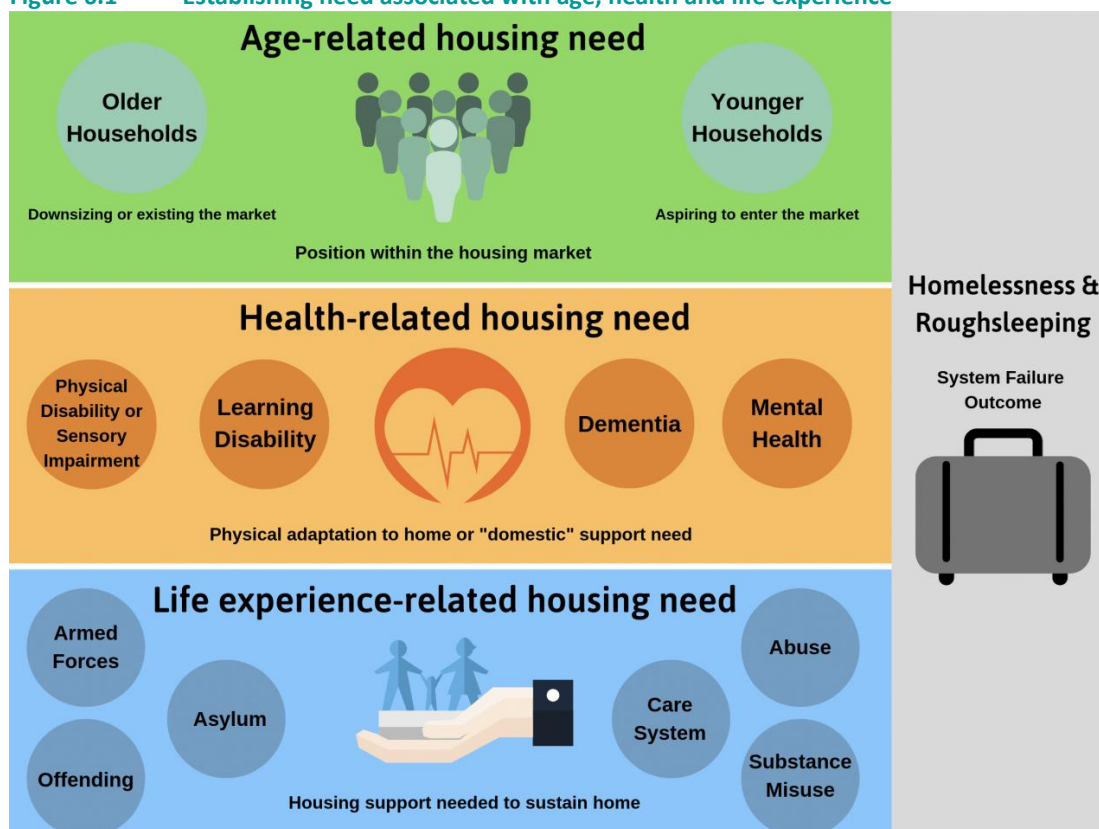 Figure 6.1 Establishing need associated with age, health and life experience
Age-related housing need
Older
Households
Younger
Households
Downsizing or existing the market
Aspiring to enter the market
Position within the housing market
Health-related housing need
Physical
Disability or
Sensory
Impairment
Learning
Disability
Dementia
Mental
Health
Physical adaptation to home or "domestic" support need
Life experience-related housing need
Armed
Forces
Asylum
Offending
Care
System
Abuse
Substance
Misuse
Housing support needed to sustain home
Homelessness &
Roughsleeping
System Failure
Outcome